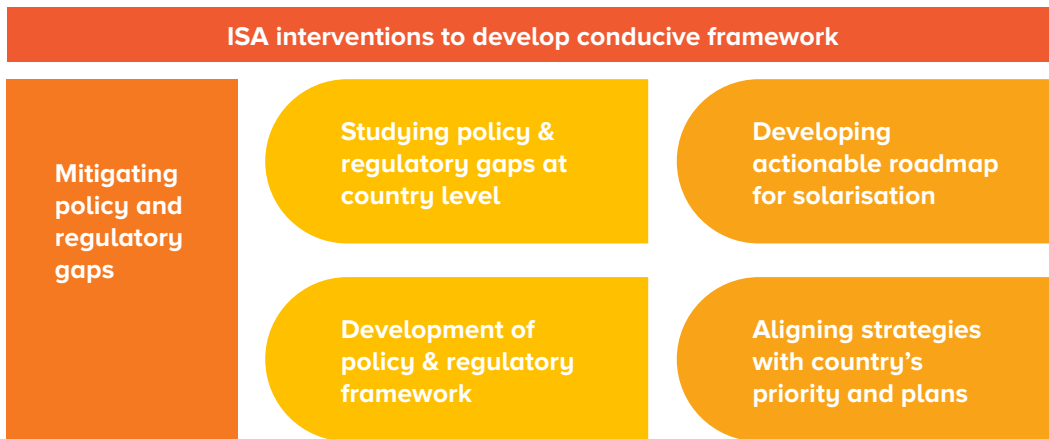 ISA interventions to develop conducive framework
Mitigating
policy and
regulatory
gaps
Studying policy &
regulatory gaps at
country level
Developing
actionable roadmap
for solarisation
Development of
policy & regulatory
framework
Aligning strategies
with country’s
priority and plans